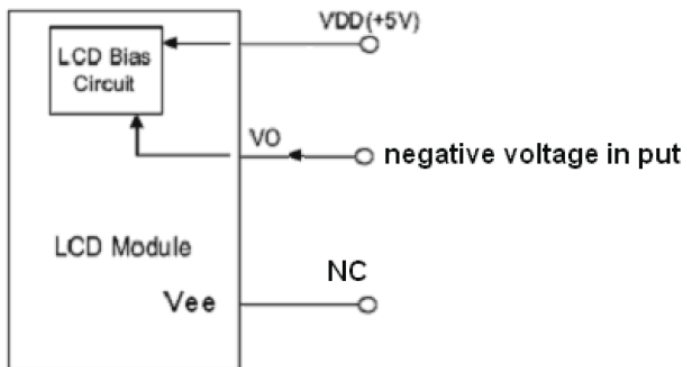 VDD(+5V)
LCD Bias
Circuit
VO
negative voltage in put
LCD Module
NC
Vee